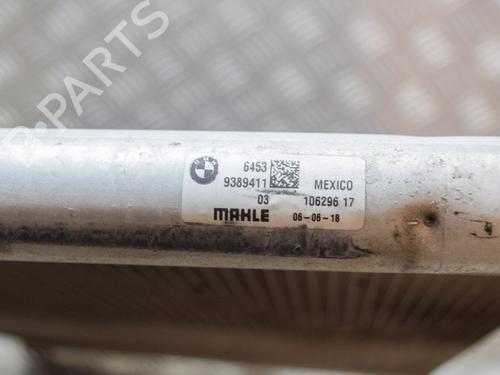 B-PARTS
6453
9389411 MEXICO
03 106296 17
MAHLE 06-06-18